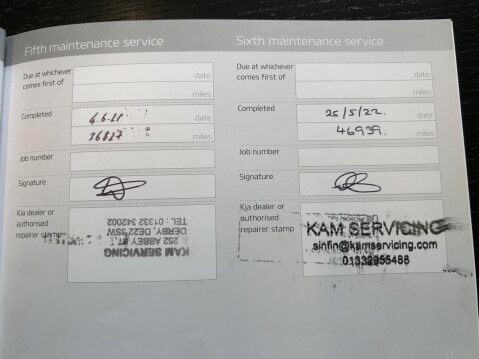 Fifth maintenance service
Due at whichever
comes first of
date
miles
Completed
4.6.21
date
36827
miles
Job number
Signature
Kia dealer or
authorised
repairer stamp
KAM SERVICING
252 ABBEY ST,
DERBY, DE22 3SW
TEL : 01332 342002
Sixth maintenance service
Due at whichever
comes first of
date
miles
Completed
25/5/22.
date
46939.
miles
Job number
Signature
Kia dealer or
authorised
repairer stamp
KAM SERVICING
sinfin@kamservicing.com
01332955488